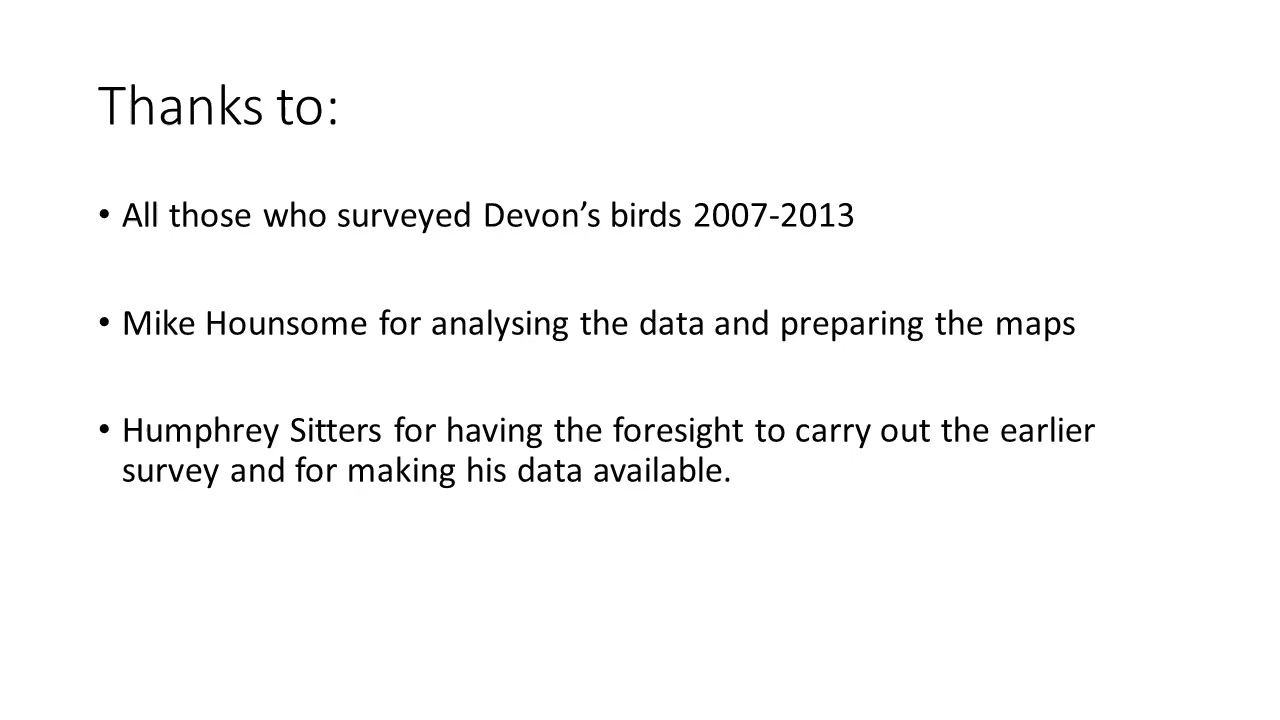 Thanks to:
• All those who surveyed Devon’s birds 2007-2013
• Mike Hounsome for analysing the data and preparing the maps
• Humphrey Sitters for having the foresight to carry out the earlier
survey and for making his data available.